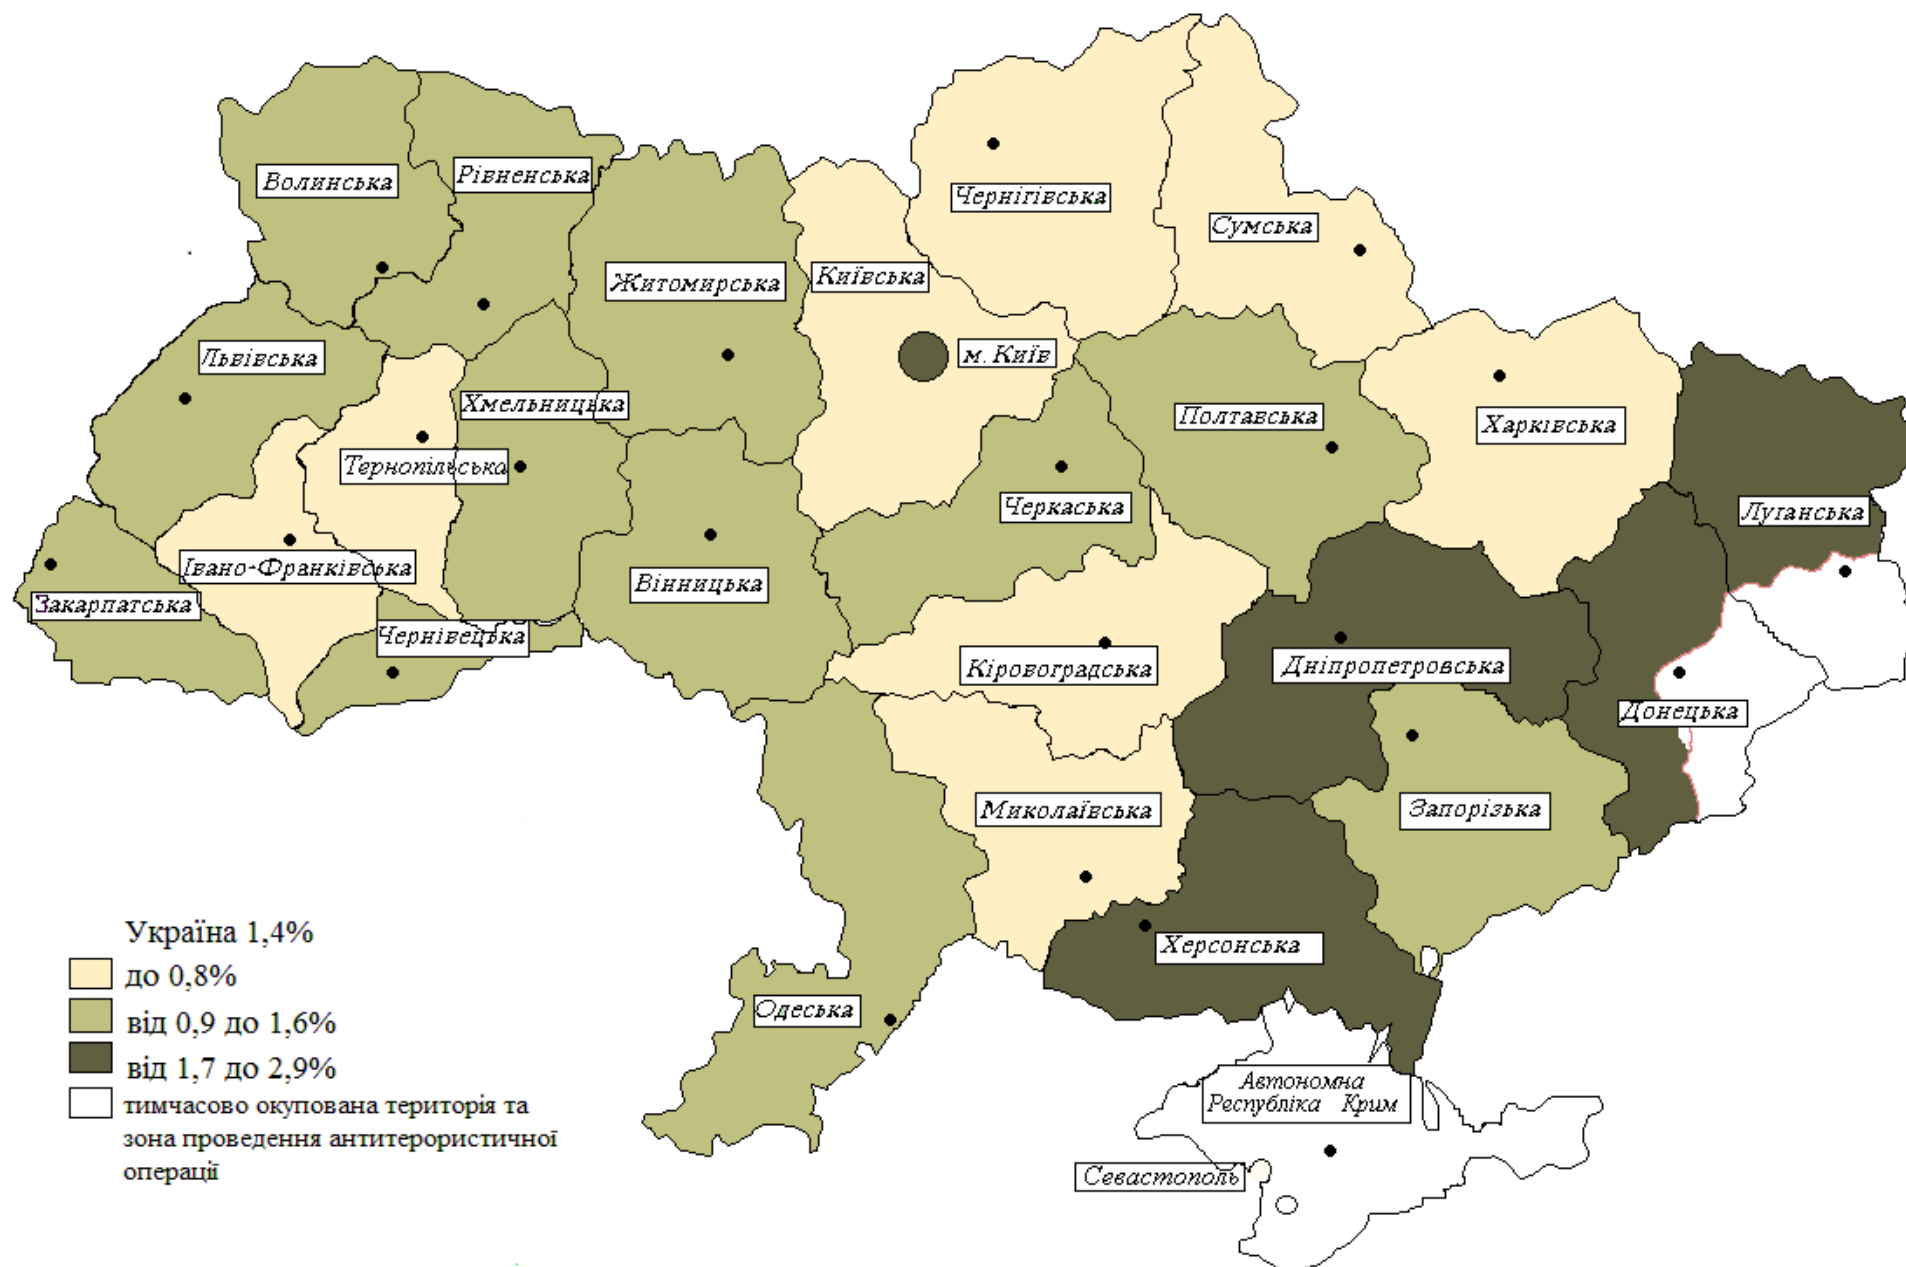 Волинська
Рівненська
Чернігівська
Сумська
Житомирська
Київська
Львівська
м. Київ
Хмельницька
Полтавська
Харківська
Тернопільська
Черкаська
Луганська
Івано-Франківська
Вінницька
Закарпатська
Чернівецька
Кіровоградська
Дніпропетровська
Донецька
Миколаївська
Запорізька
Херсонська
Одеська
Автономна
Республіка Крим
Севастополь
Україна 1,4%
до 0,8%
від 0,9 до 1,6%
від 1,7 до 2,9%
тимчасово окупована територія та
зона проведення антитерористичної
операції